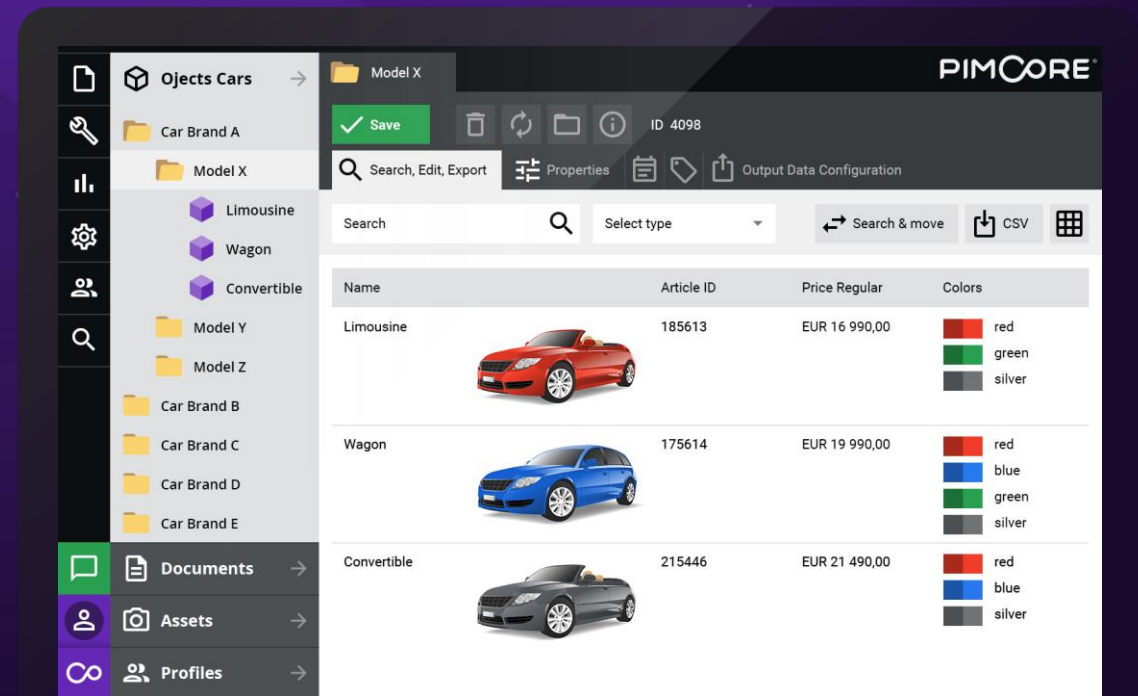 Ojects Cars
Car Brand A
Model X
Limousine
Wagon
Convertible
Model Y
Model Z
Car Brand B
Car Brand C
Car Brand D
Car Brand E
Documents
Assets
Profiles
Model X
PIMCORE
Save
ID 4098
Search, Edit, Export
Properties
Output Data Configuration
Search
Select type
Search & move
CSV
Name Article ID Price Regular Colors
Limousine 185613 EUR 16 990,00 red
green
silver
Wagon 175614 EUR 19 990,00 red
blue
green
silver
Convertible 215446 EUR 21 490,00 red
blue
silver